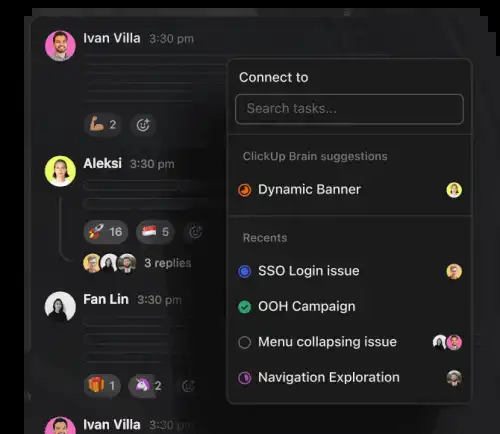 Ivan Villa 3:30 pm
2
Aleksi 3:30 pm
16 5
3 replies
Fan Lin 3:30 pm
1 2
Ivan Villa 3:30 pm
Connect to
Search tasks...
ClickUp Brain suggestions
Dynamic Banner
Recents
SSO Login issue
OOH Campaign
Menu collapsing issue
Navigation Exploration